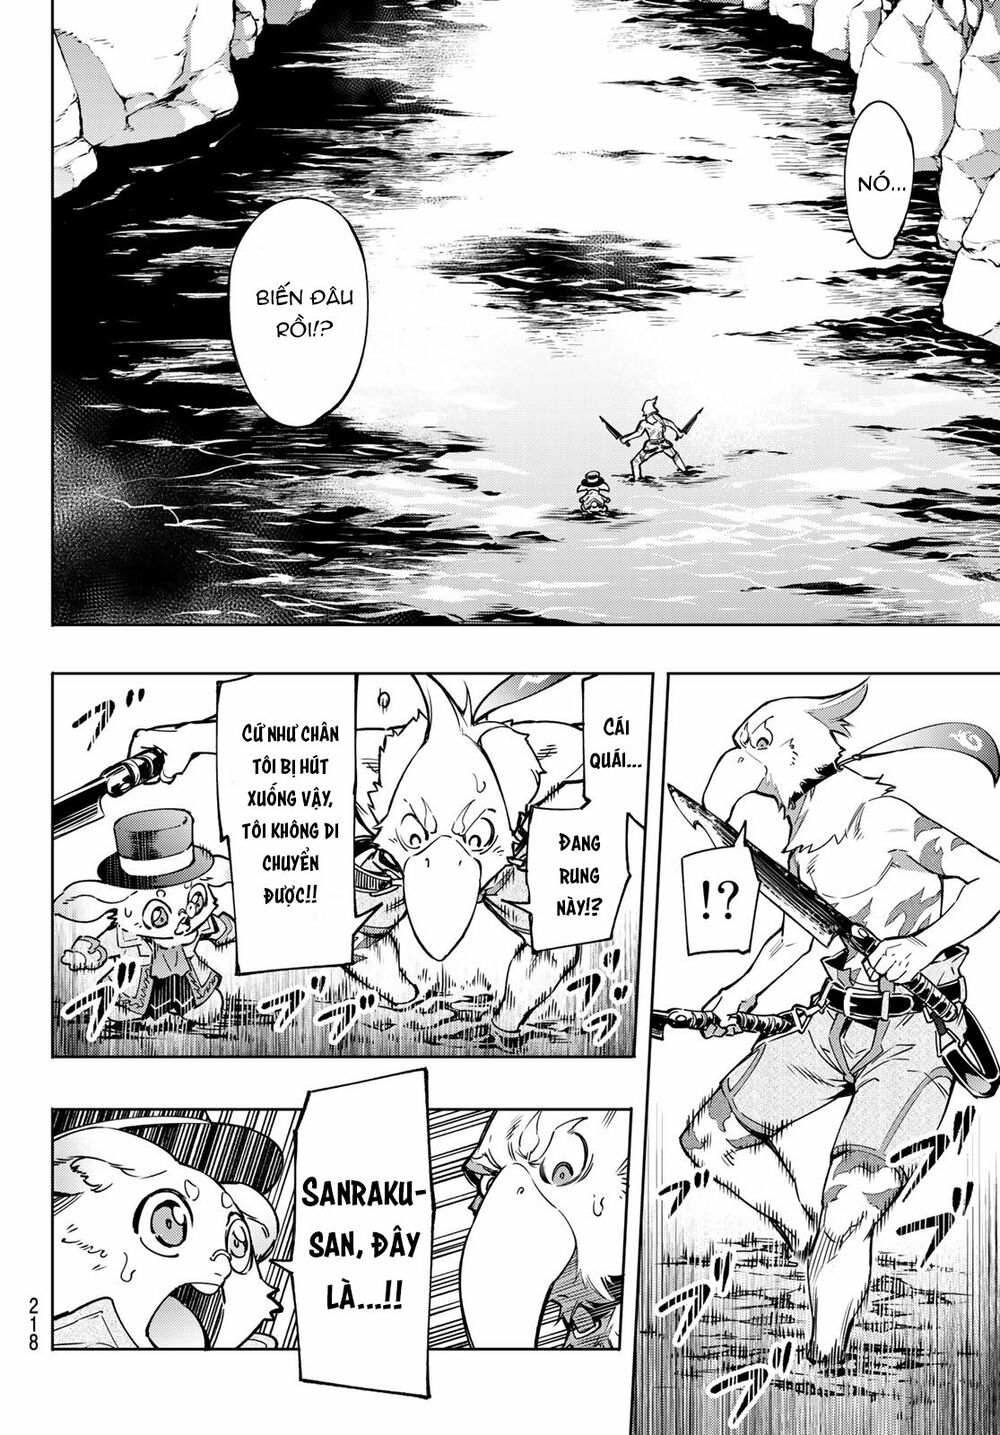 NÓ...
BIẾN ĐÂU
RỒI!?
!?
CÁI
QUÁI...
ĐANG
RUNG
NÀY!?
CỨ NHƯ CHÂN
TÔI BỊ HÚT
XUỐNG VẬY,
TÔI KHÔNG DI
CHUYỂN
ĐƯỢC!!
SANRAKU-
SAN, ĐÂY
LÀ...!!
218